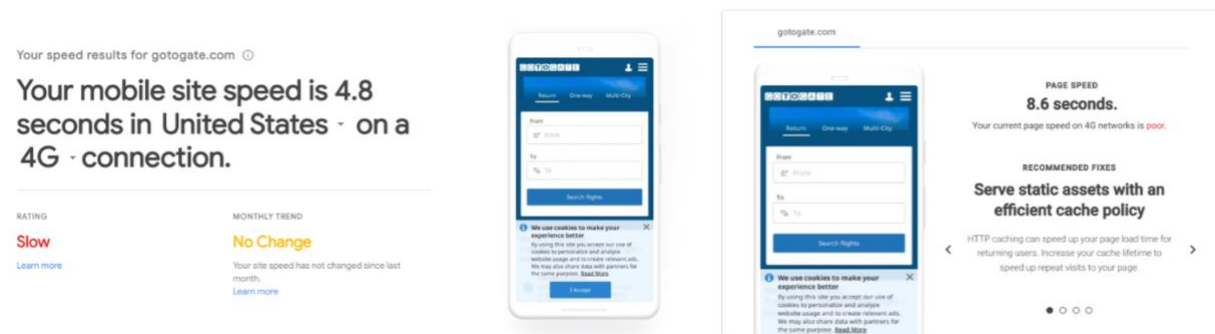 Your speed results for gotogate.com
Your mobile site speed is 4.8
seconds in United States - on a
4G - connection.
RATING
Slow
Learn more
MONTHLY TREND
No Change
Your site speed has not changed since last
month.
Learn more
GOTOGATE
Return One-way Multi-City
From
From
To
To
Search flights
We use cookies to make your
experience better
By using this site you accept our use of
cookies to personalize and analyze
website usage and to create relevant ads.
We may also share data with partners for
the same purpose. Read More
I Accept
gotogate.com
GOTOGATE
Return One-way Multi-City
From
From
To
To
Search flights
We use cookies to make your
experience better
By using this site you accept our use of
cookies to personalize and analyze
website usage and to create relevant ads.
We may also share data with partners for
the same purpose. Read More
PAGE SPEED
8.6 seconds.
Your current page speed on 4G networks is poor.
RECOMMENDED FIXES
Serve static assets with an
efficient cache policy
HTTP caching can speed up your page load time for
returning users. Increase your cache lifetime to
speed up repeat visits to your page.